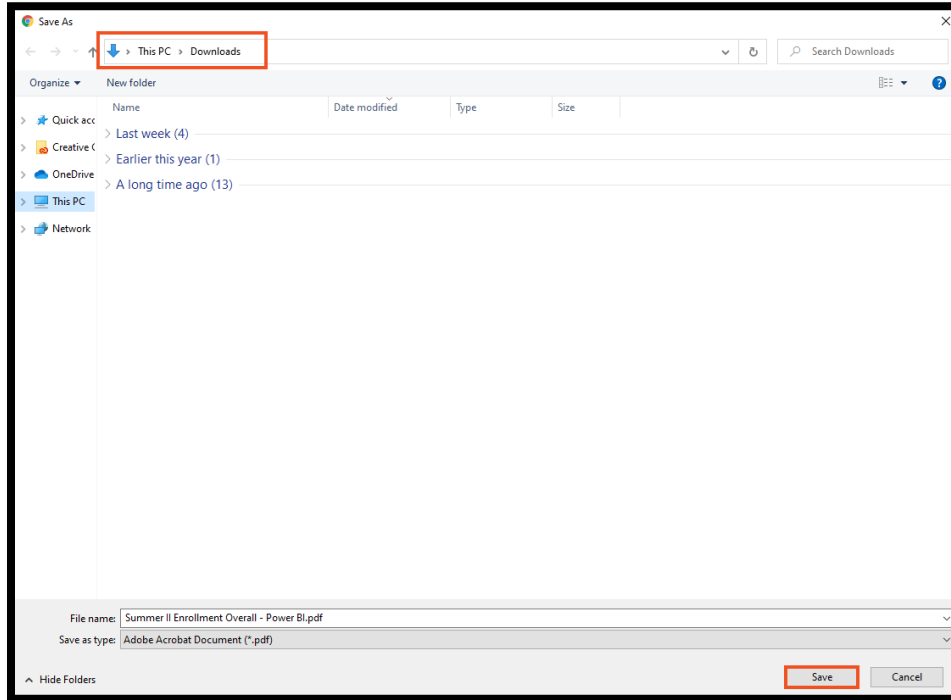 Save As
This PC > Downloads
Search Downloads
Organize
New folder
Name
Date modified
Type
Size
Quick acc
Creative C
OneDrive
This PC
Network
Last week (4)
Earlier this year (1)
A long time ago (13)
File name: Summer II Enrollment Overall - Power BI.pdf
Save as type: Adobe Acrobat Document (*.pdf)
Hide Folders
Save
Cancel